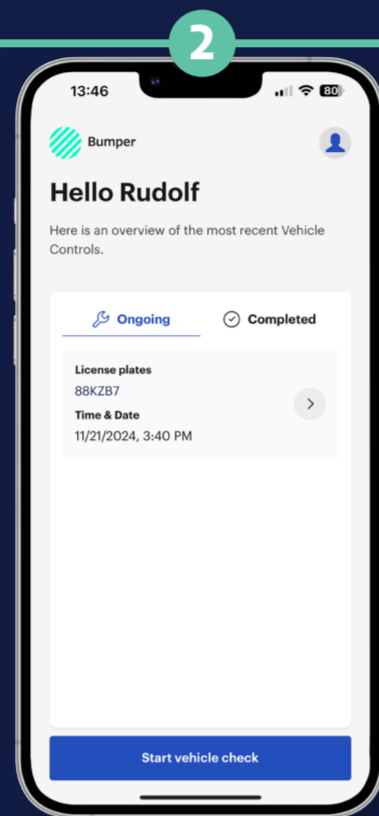 2
13:46
80
Bumper
Hello Rudolf
Here is an overview of the most recent Vehicle
Controls.
Ongoing
Completed
License plates
88KZB7
Time & Date
11/21/2024, 3:40 PM
Start vehicle check